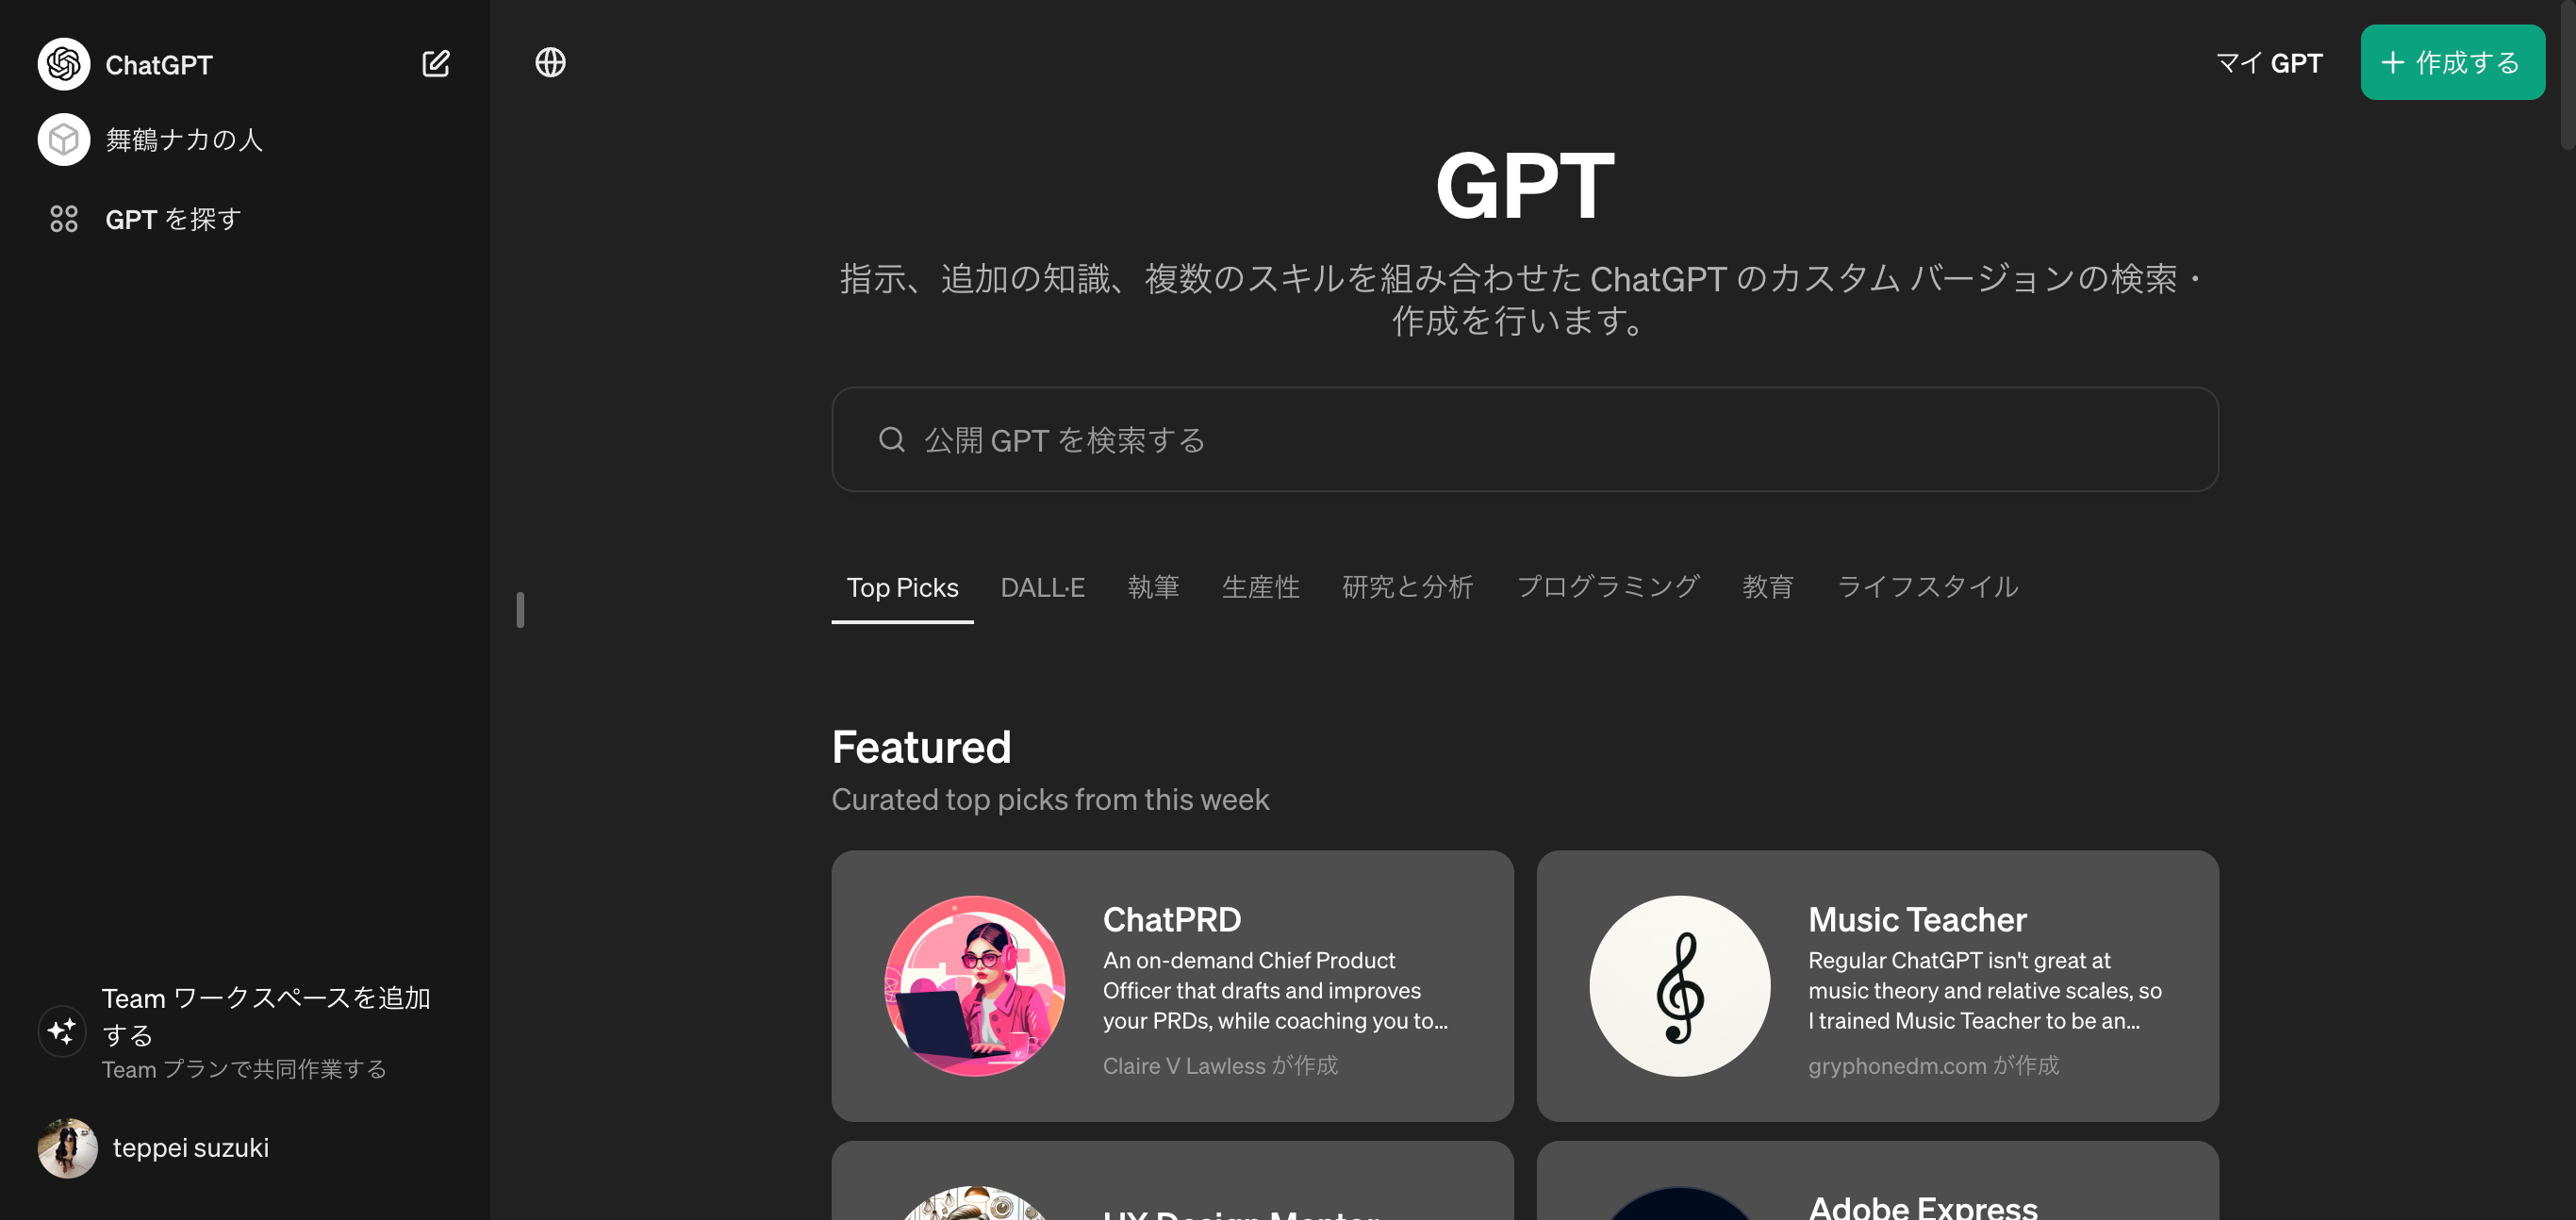 ChatGPT
舞鶴ナカの人
GPT を探す
Team ワークスペースを追加
する
Team プランで共同作業する
teppei suzuki
マイ GPT
作成する
GPT
指示、追加の知識、複数のスキルを組み合わせた ChatGPT のカスタム バージョンの検索・
作成を行います。
公開 GPT を検索する
Top Picks DALL·E 執筆 生産性 研究と分析 プログラミング 教育 ライフスタイル
Featured
Curated top picks from this week
ChatPRD
An on-demand Chief Product
Officer that drafts and improves
your PRDs, while coaching you to...
Claire V Lawless が作成
Music Teacher
Regular ChatGPT isn't great at
music theory and relative scales, so
I trained Music Teacher to be an...
gryphonedm.com が作成
UX Design Mentor
Adobe Express